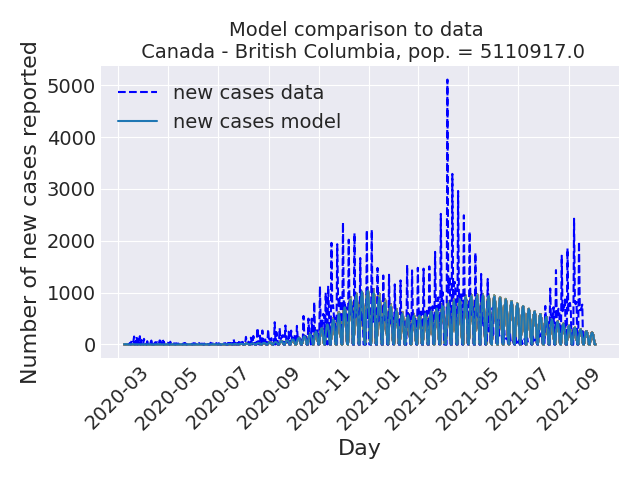 Model comparison to data
Canada - British Columbia, pop. = 5110917.0
Number of new cases reported
5000
4000
3000
2000
1000
0
new cases data
new cases model
2020-03
2020-05
2020-07
2020-09
2020-11
2021-01
2021-03
2021-05
2021-07
2021-09
Day